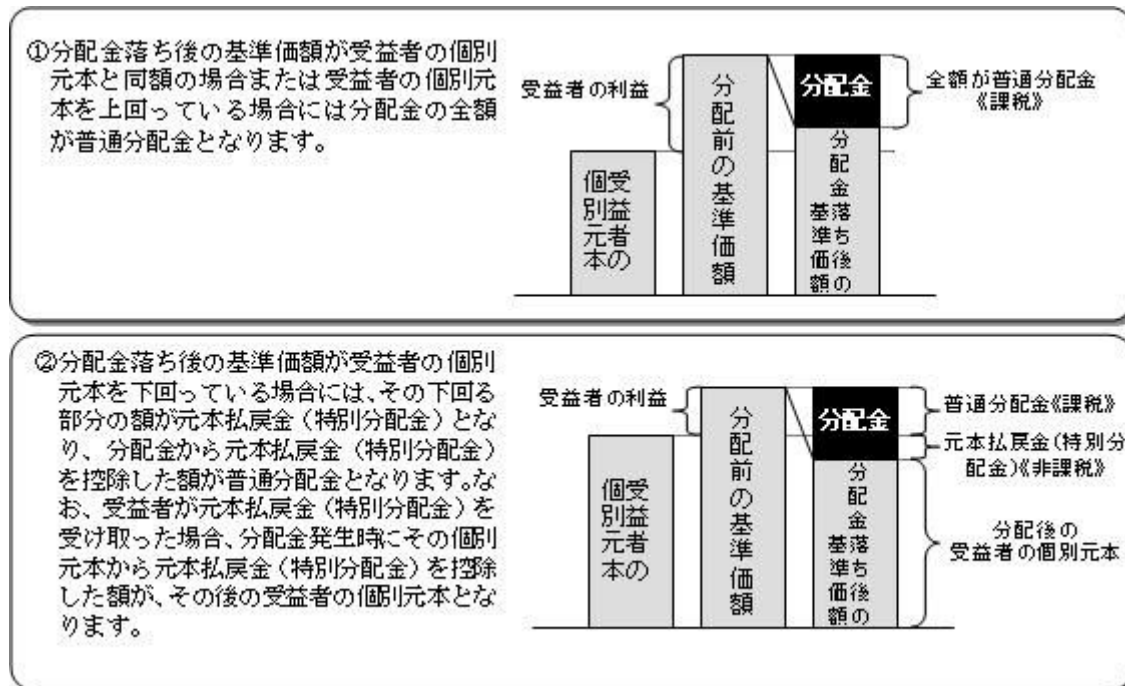 ①分配金落ち後の基準価額が受益者の個別
元本と同額の場合または受益者の個別元
本を上回っている場合には分配金の全額
が普通分配金となります。
受益者の利益
受益者の
個別元本
分配前の基準価額
分配金
分配金落ち後の
基準価額
全額が普通分配金
《課税》
②分配金落ち後の基準価額が受益者の個別
元本を下回っている場合には、その下回る
部分の額が元本払戻金（特別分配金）とな
り、分配金から元本払戻金（特別分配金）
を控除した額が普通分配金となります。な
お、受益者が元本払戻金（特別分配金）を
受け取った場合、分配金発生時にその個別
元本から元本払戻金（特別分配金）を控除
した額が、その後の受益者の個別元本とな
ります。
受益者の利益
受益者の
個別元本
分配前の基準価額
分配金
分配金落ち後の
基準価額
普通分配金《課税》
元本払戻金(特別分
配金)《非課税》
分配後の
受益者の個別元本